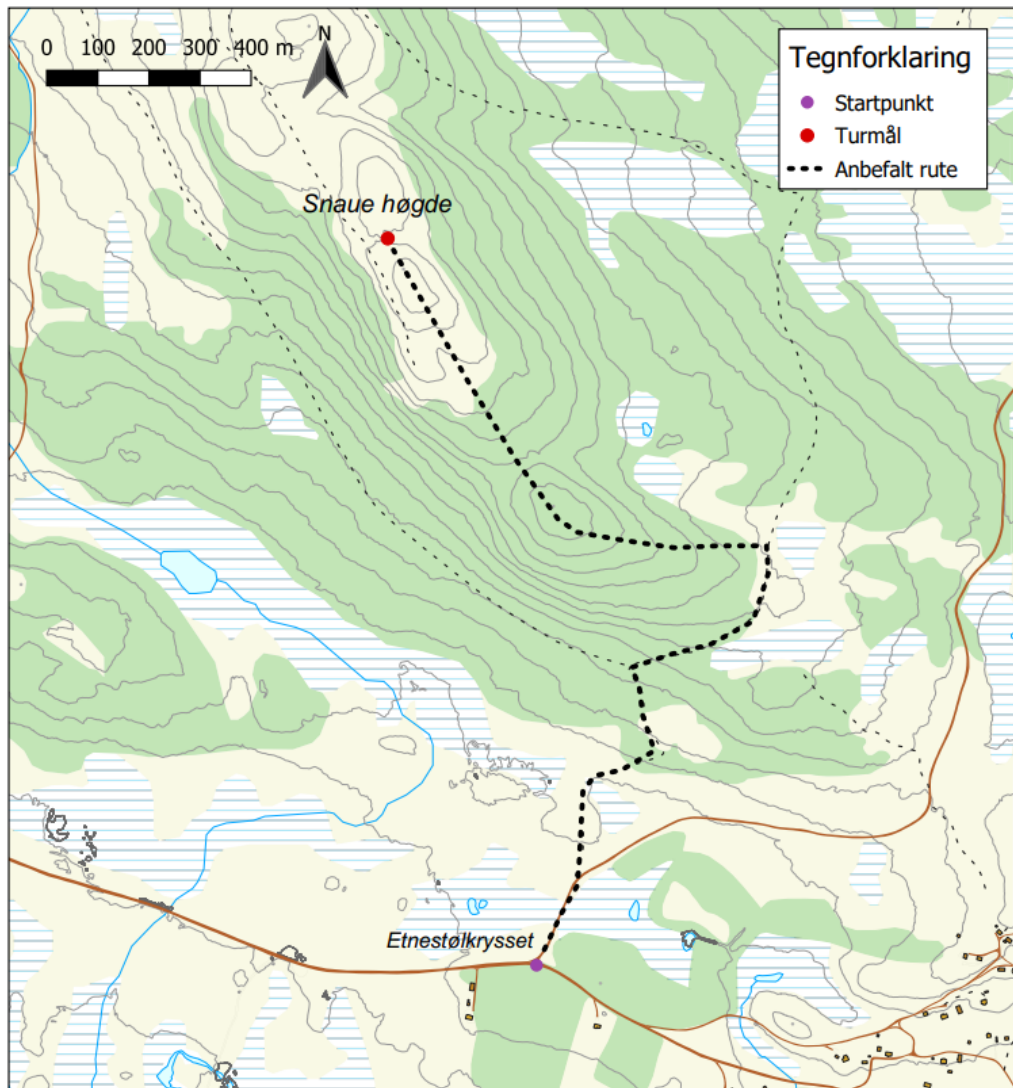 0 100 200 300 400 m
N
Tegnforklaring
Startpunkt
Turmål
Anbefalt rute
Snaue høgde
Etnestølkrysset